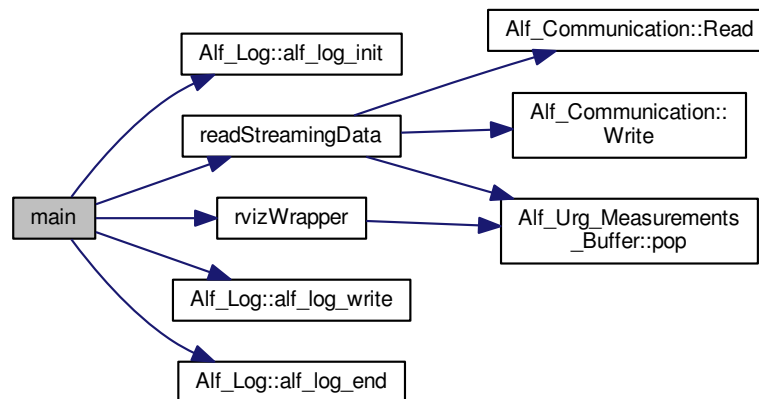 Alf_Communication::Read
Alf_Log::alf_log_init
Alf_Communication::
Write
readStreamingData
main
rvizWrapper
Alf_Urg_Measurements
_Buffer::pop
Alf_Log::alf_log_write
Alf_Log::alf_log_end